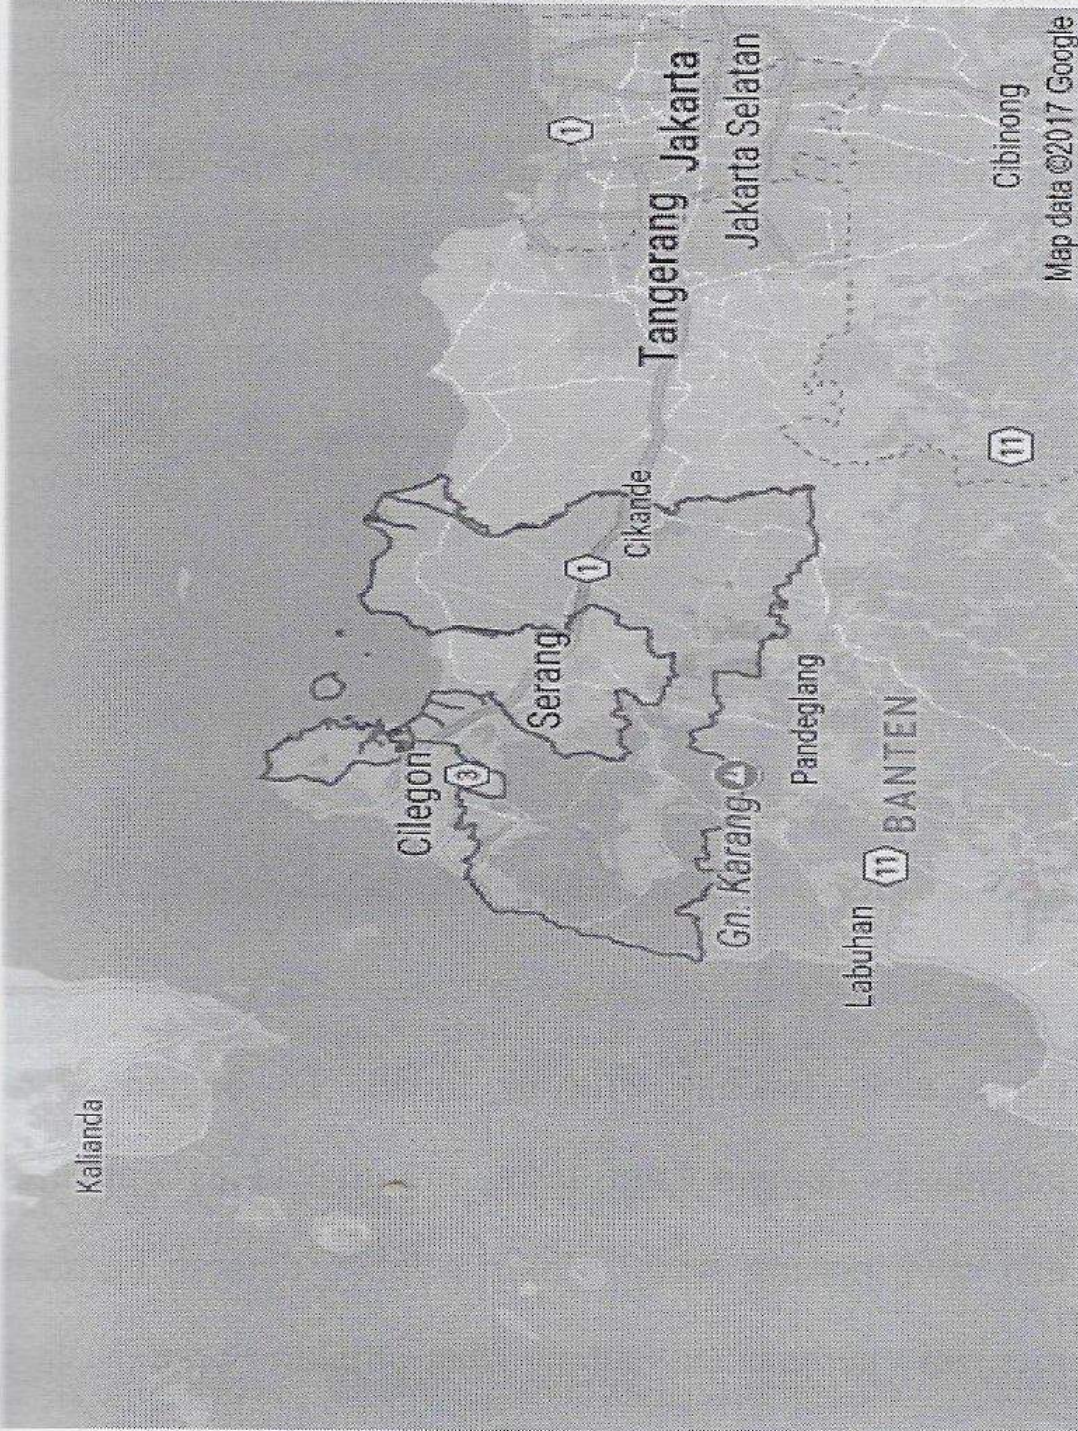 Kalianda
Cilegon
3
Serang
1
1
Cikande
Tangerang
Jakarta
Gn. Karang
Jakarta Selatan
Pandeglang
Labuhan
11
BANTEN
11
Cibinong
Map data ©2017 Google